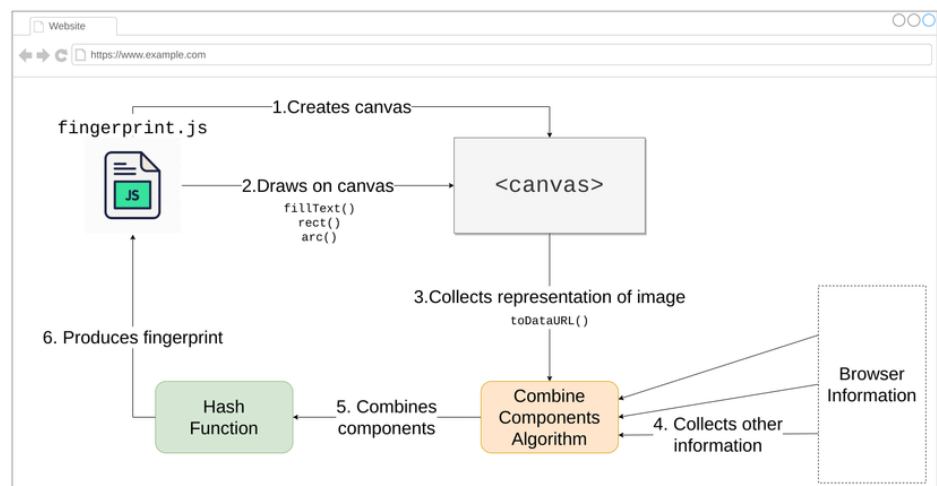 Website
https://www.example.com
1.Creates canvas
fingerprint.js
JS
2.Draws on canvas
fillText()
rect()
arc()
<canvas>
3.Collects representation of image
toDataURL()
6. Produces fingerprint
Hash
Function
5. Combines
components
Combine
Components
Algorithm
4. Collects other
information
Browser
Information